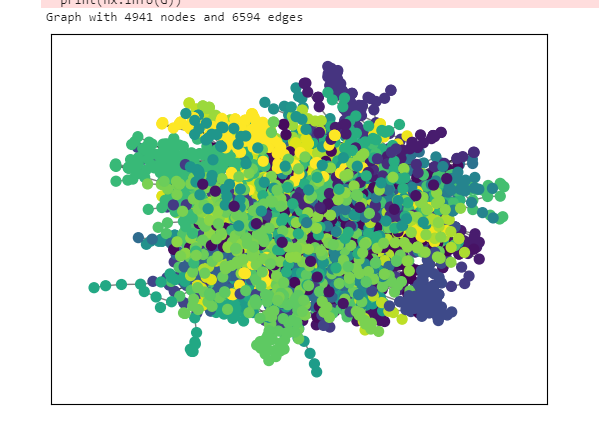 print(nx.info(G))
Graph with 4941 nodes and 6594 edges